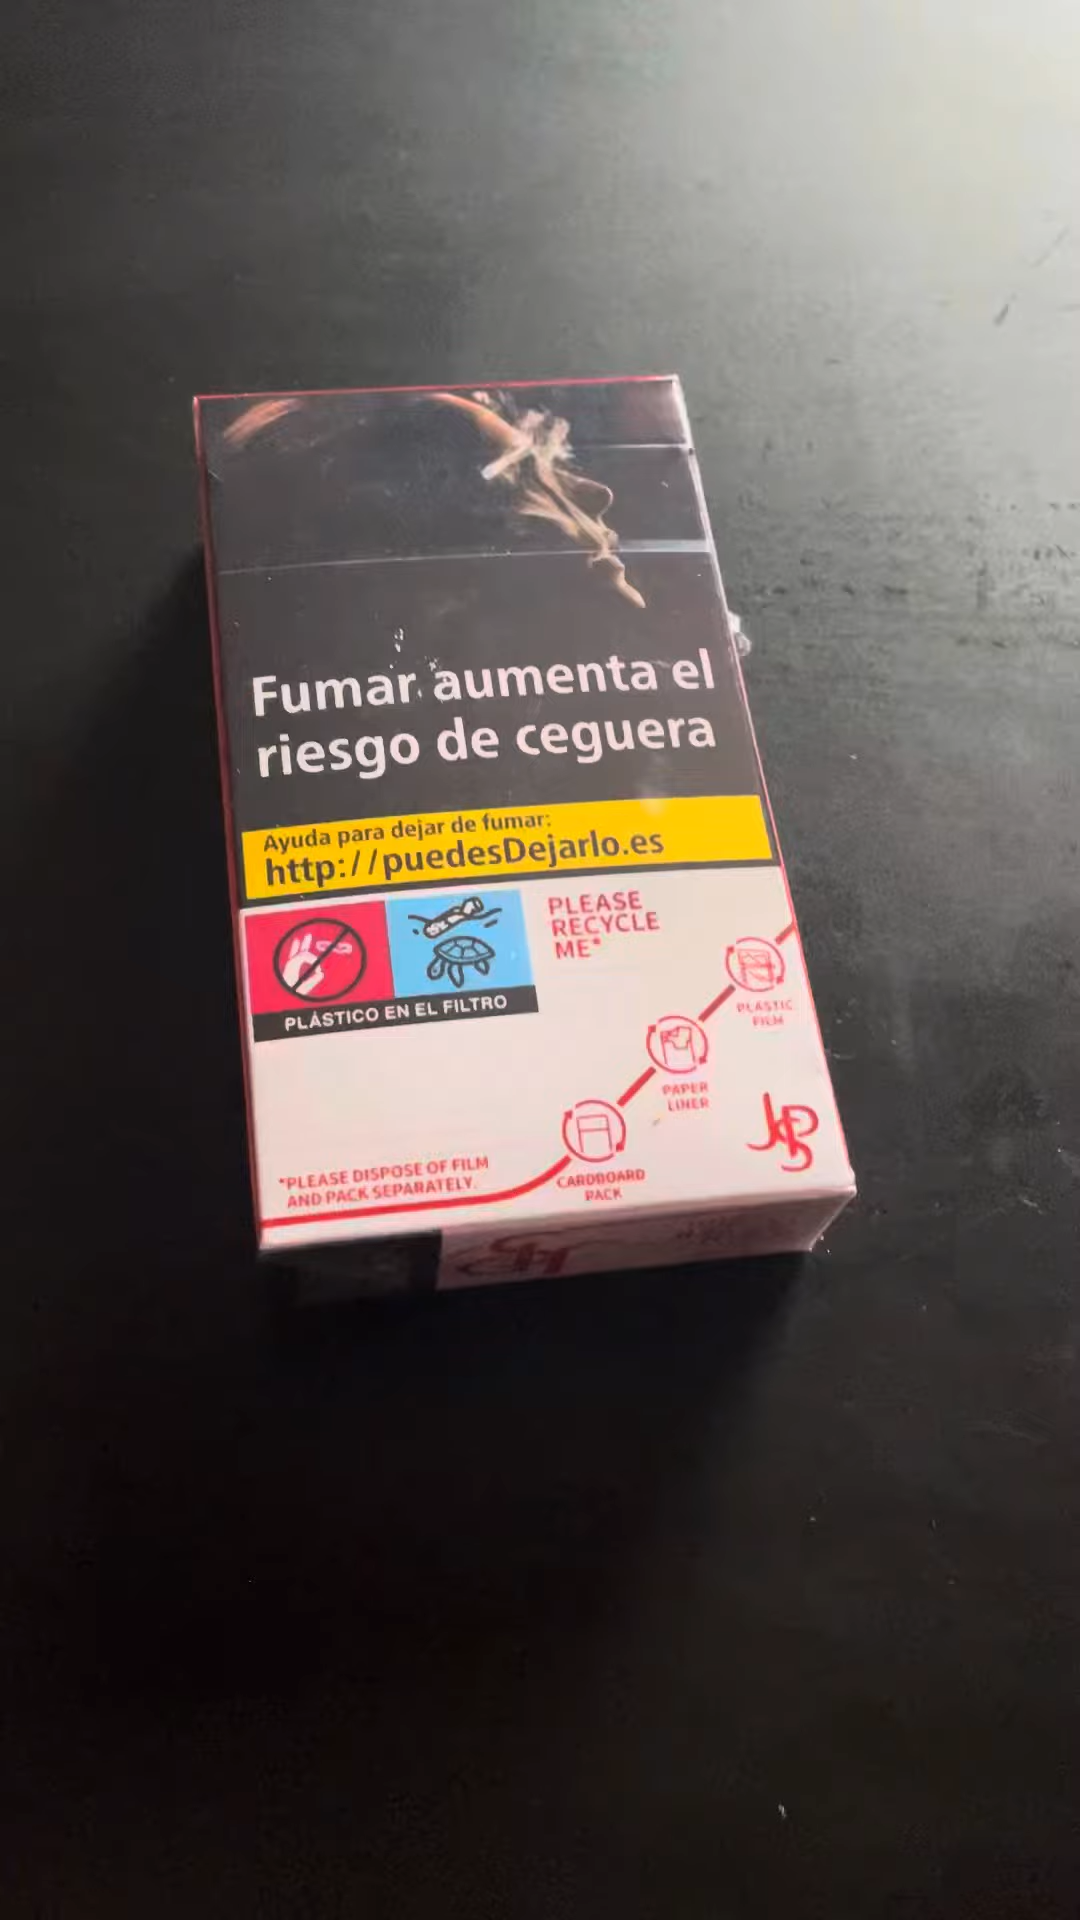 Fumar aumenta el
riesgo de ceguera
Ayuda para dejar de fumar:
http://puedesDejarlo.es
PLÁSTICO EN EL FILTRO
PLEASE
RECYCLE
ME*
PLASTIC
FILM
PAPER
LINER
CARDBOARD
PACK
*PLEASE DISPOSE OF FILM
AND PACK SEPARATELY.